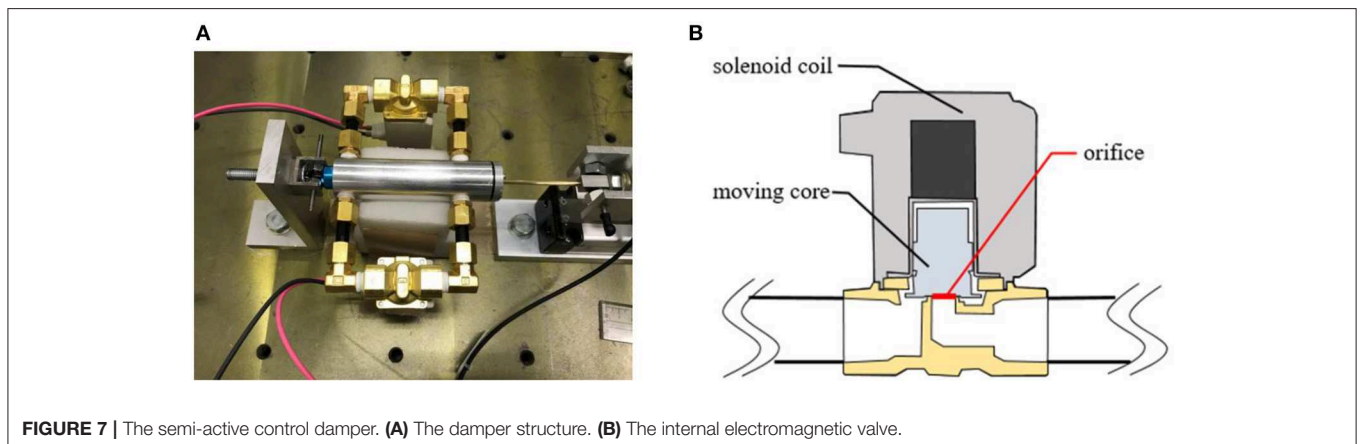 A
B
solenoid coil
orifice
moving core
FIGURE 7 | The semi-active control damper. (A) The damper structure. (B) The internal electromagnetic valve.